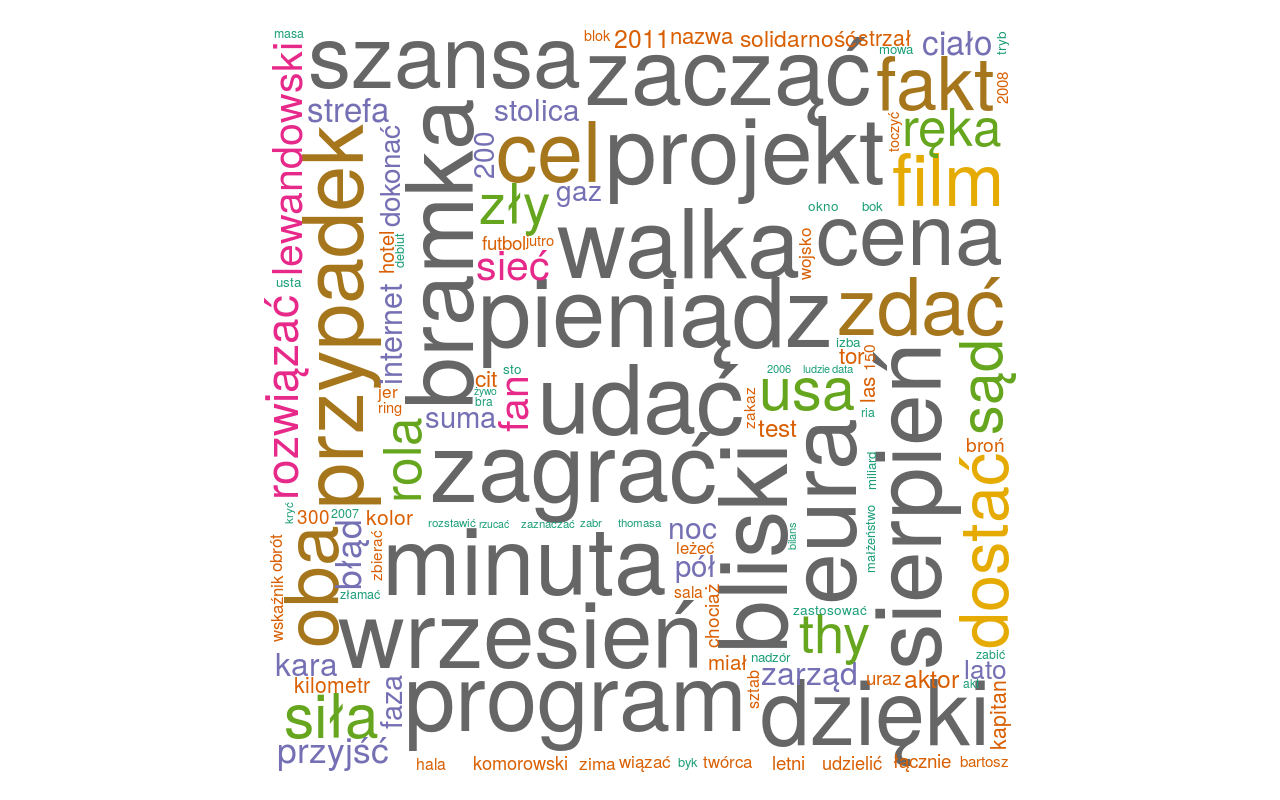 masa
szansa
blok
2011
nazwa
solidarność
strzał
mowa
ciało
tryb
lewandowski
strefa
stolica
zacząć
fakt
2008
przypadek
dokonać
bramka
200
cel
projekt
toczyć
ręka
zły
gaz
film
okno
bok
hotel
debiut
futbol
jutro
sieć
walka
wojsko
cena
usta
rozwiązać
internet
pieniądz
zdać
izba
tor
150
las
sierpień
sąd
jer
ring
cit
żywo
bra
sto
fan
suma
udać
2006
ludzie
data
zakaz
usa
test
ria
rola
zagrać
bliski
eura
miliard
broń
dostać
kryć
300
2007
kolor
rozstawić
rzucać
zaznaczać
zabr
thomasa
noc
bilans
małżeństwo
obrót
wskaźnik
oba
błąd
zbierać
złamać
minuta
leżeć
pół
sala
chociaż
zastosować
thy
wrzesień
kara
kilometr
miał
nadzór
zarząd
sztab
uraz
aktor
zabić
lato
siła
faza
program
dzięki
kapitan
przyjść
hala
komorowski
zima
wiązać
byk
twórca
letni
udzielić
łącznie
bartosz